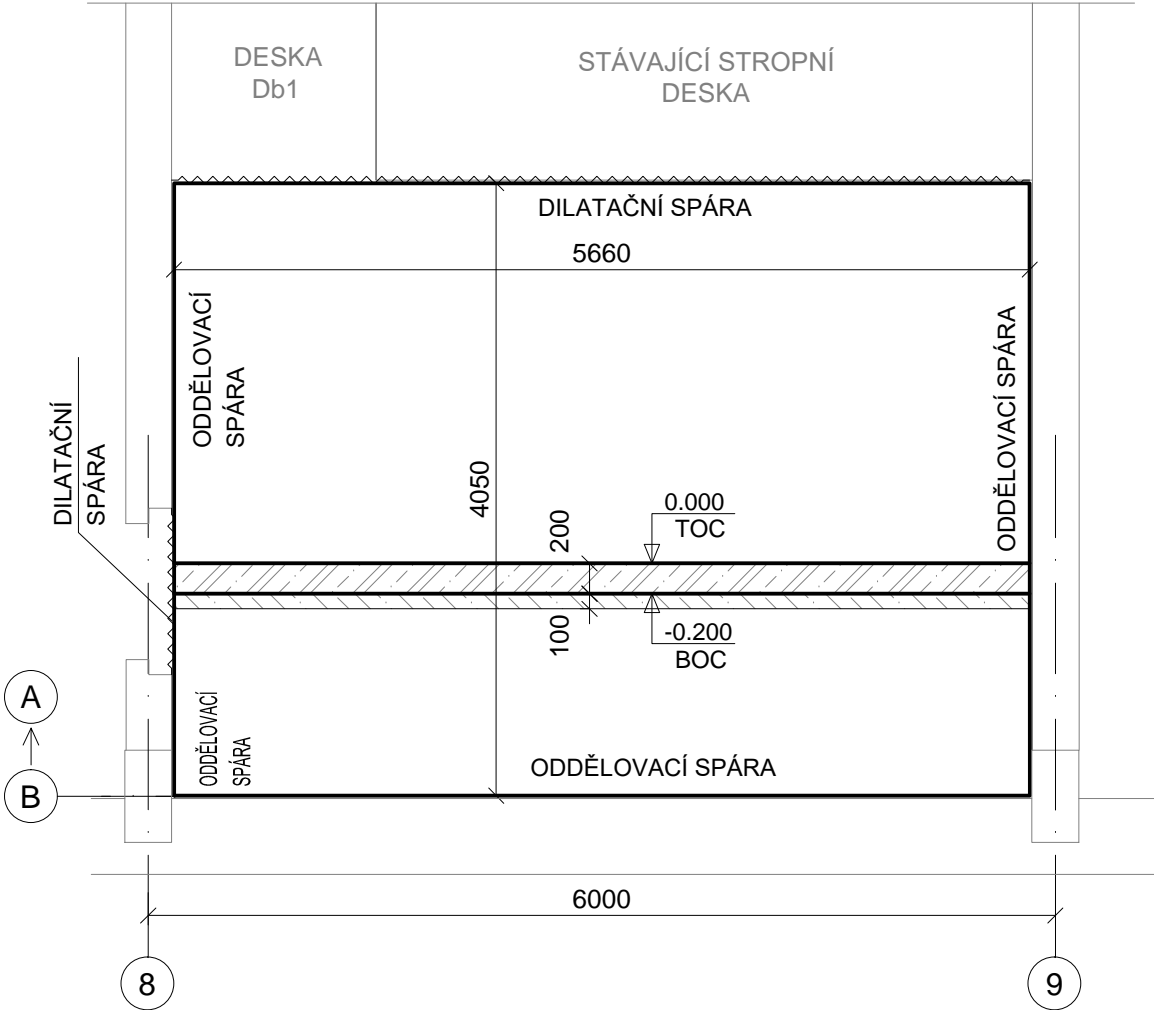 DESKA
Db1
STÁVAJÍCÍ STROPNÍ
DESKA
DILATAČNÍ SPÁRA
5660
ODDĚLOVACÍ
SPÁRA
ODDĚLOVACÍ SPÁRA
DILATAČNÍ
SPÁRA
4050
200
0.000
TOC
100
-0.200
BOC
A
ODDĚLOVACÍ
SPÁRA
ODDĚLOVACÍ SPÁRA
B
6000
8
9